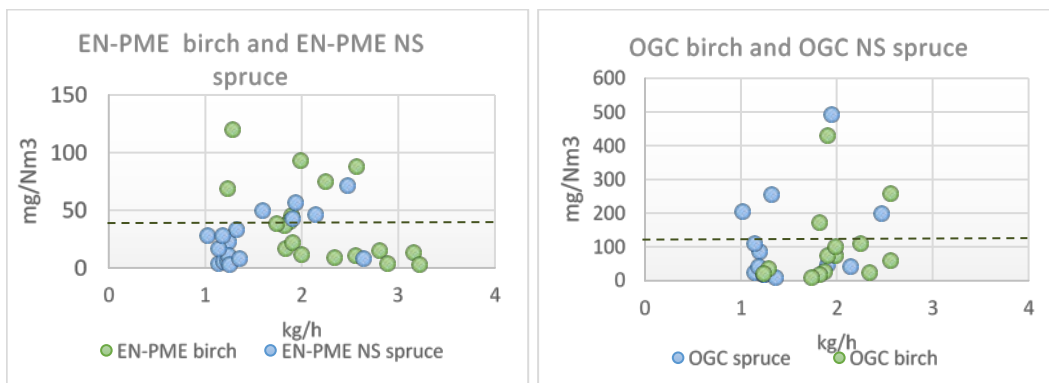 EN-PME birch and EN-PME NS
spruce
150
100
50
0
mg/Nm3
0 1 2 3 4
kg/h
EN-PME birch EN-PME NS spruce
OGC birch and OGC NS spruce
600
500
400
300
200
100
0
mg/Nm3
0 1 2 3 4
kg/h
OGC spruce OGC birch